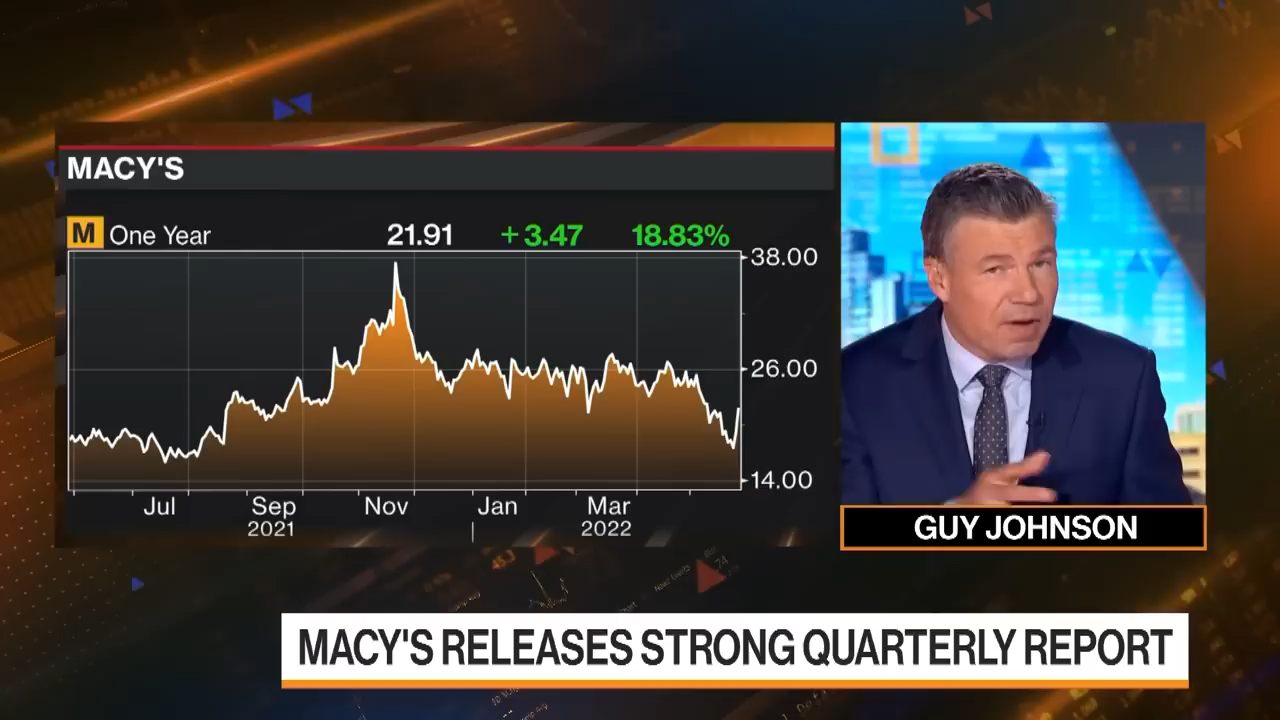 MACY'S
M One Year 21.91 +3.47 18.83%
38.00
26.00
14.00
Jul Sep Nov Jan Mar
2021 2022
GUY JOHNSON
MACY'S RELEASES STRONG QUARTERLY REPORT